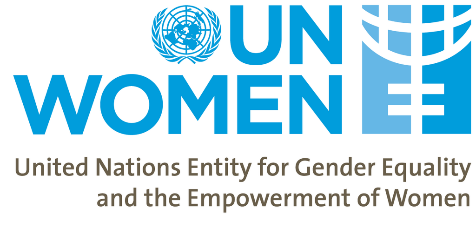 UN
WOMEN
United Nations Entity for Gender Equality
and the Empowerment of Women